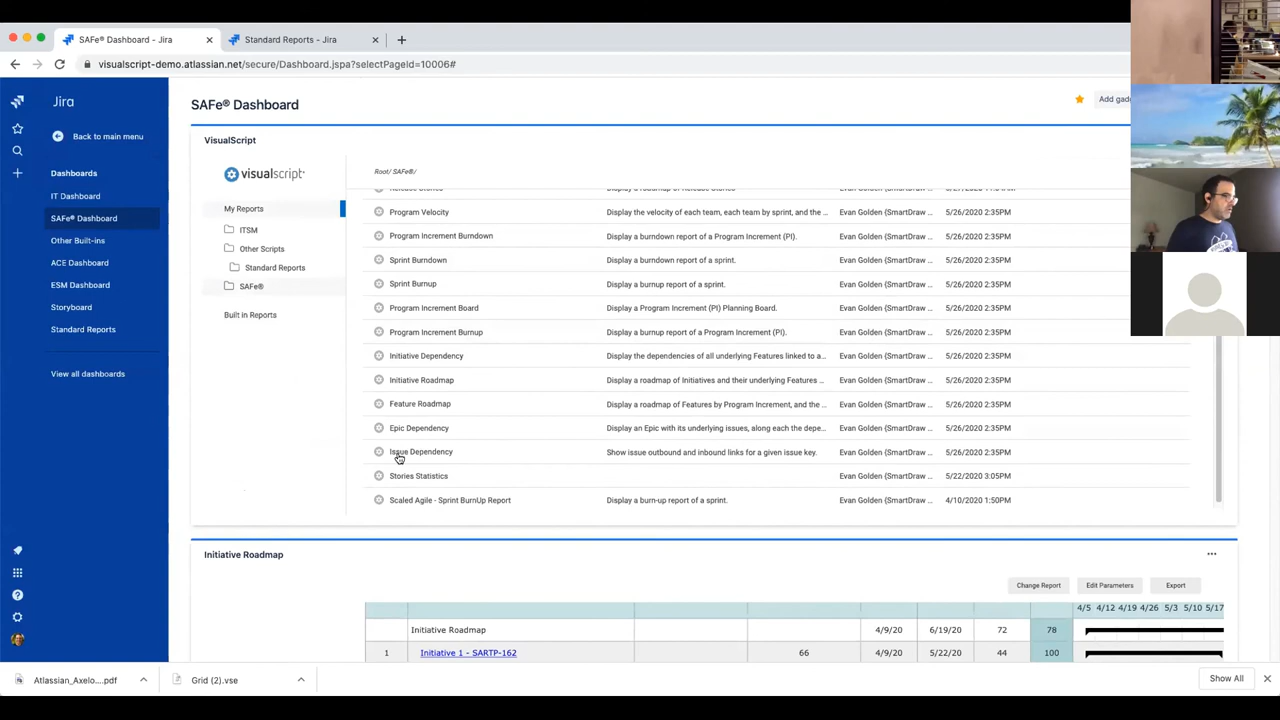 SAFe® Dashboard - Jira
Standard Reports - Jira
visualscript-demo.atlassian.net/secure/Dashboard.jspa?selectPageId=10006#
Jira
Back to main menu
Dashboards
IT Dashboard
SAFe® Dashboard
Other Built-ins
ACE Dashboard
ESM Dashboard
Storyboard
Standard Reports
View all dashboards
SAFe® Dashboard
Add gadg
VisualScript
visualscript
My Reports
ITSM
Other Scripts
Standard Reports
SAFe®
Built in Reports
Root/ SAFe®/
Program Velocity Display the velocity of each team, each team by sprint, and the ... Evan Golden {SmartDraw ... 5/26/2020 2:35PM
Program Increment Burndown Display a burndown report of a Program Increment (PI). Evan Golden {SmartDraw ... 5/26/2020 2:35PM
Sprint Burndown Display a burndown report of a sprint. Evan Golden {SmartDraw ... 5/26/2020 2:35PM
Sprint Burnup Display a burnup report of a sprint. Evan Golden {SmartDraw ... 5/26/2020 2:35PM
Program Increment Board Display a Program Increment (PI) Planning Board. Evan Golden {SmartDraw ... 5/26/2020 2:35PM
Program Increment Burnup Display a burnup report of a Program Increment (PI). Evan Golden {SmartDraw ... 5/26/2020 2:35PM
Initiative Dependency Display the dependencies of all underlying Features linked to a... Evan Golden {SmartDraw ... 5/26/2020 2:35PM
Initiative Roadmap Display a roadmap of Initiatives and their underlying Features ... Evan Golden {SmartDraw ... 5/26/2020 2:35PM
Feature Roadmap Display a roadmap of Features by Program Increment, and the ... Evan Golden {SmartDraw ... 5/26/2020 2:35PM
Epic Dependency Display an Epic with its underlying issues, along each the depe... Evan Golden {SmartDraw ... 5/26/2020 2:35PM
Issue Dependency Show issue outbound and inbound links for a given issue key. Evan Golden {SmartDraw ... 5/26/2020 2:35PM
Stories Statistics Evan Golden {SmartDraw ... 5/22/2020 3:05PM
Scaled Agile - Sprint BurnUp Report Display a burn-up report of a sprint. Evan Golden {SmartDraw ... 4/10/2020 1:50PM
Initiative Roadmap
Change Report Edit Parameters Export
4/5 4/12 4/19 4/26 5/3 5/10 5/17
Initiative Roadmap 4/9/20 6/19/20 72 78
1 Initiative 1 - SARTP-162 66 4/9/20 5/22/20 44 100
Atlassian_Axelo....pdf
Grid (2).vse
Show All